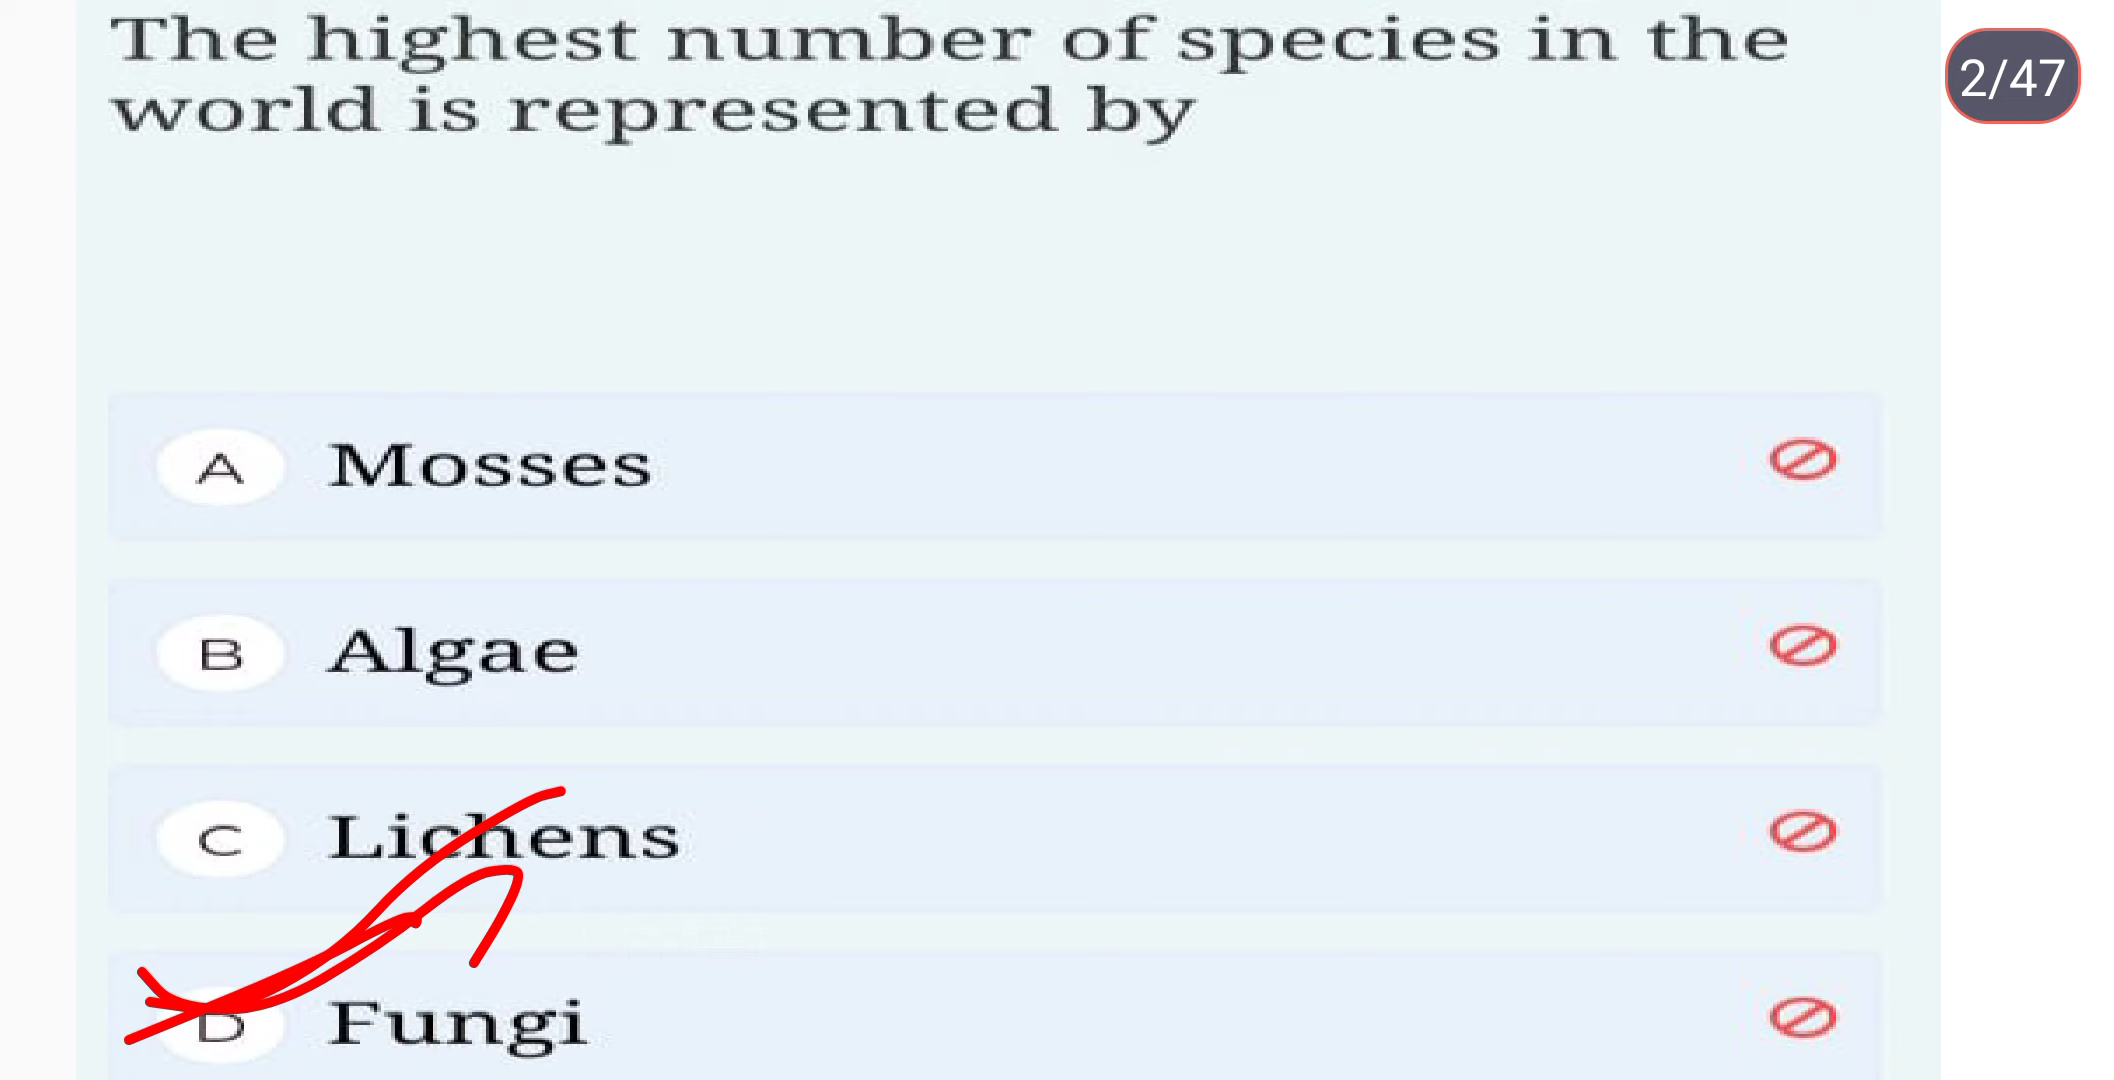 The highest number of species in the
world is represented by
2/47
A Mosses
B Algae
C Lichens
D Fungi